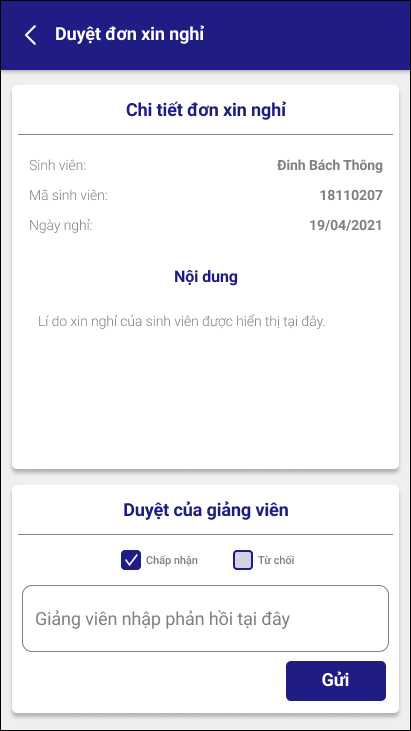 Duyệt đơn xin nghỉ
Chi tiết đơn xin nghỉ
Sinh viên: Đinh Bách Thông
Mã sinh viên: 18110207
Ngày nghỉ: 19/04/2021
Nội dung
Lí do xin nghỉ của sinh viên được hiển thị tại đây.
Duyệt của giảng viên
Chấp nhận Từ chối
Giảng viên nhập phản hồi tại đây
Gửi